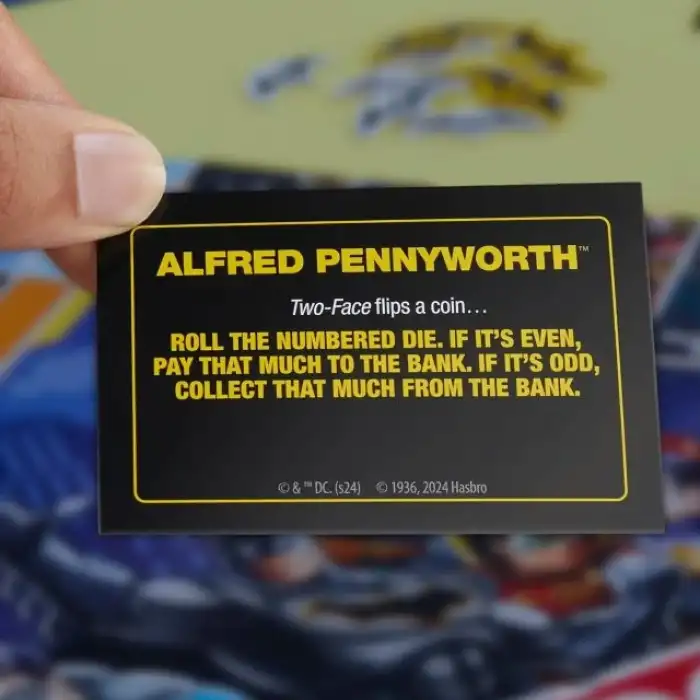 ALFRED PENNYWORTH™
Two-Face flips a coin...
ROLL THE NUMBERED DIE. IF IT'S EVEN,
PAY THAT MUCH TO THE BANK. IF IT'S ODD,
COLLECT THAT MUCH FROM THE BANK.
© & ™ DC. (s24) © 1936, 2024 Hasbro